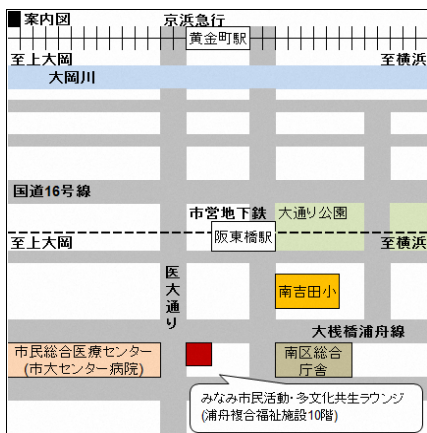 ■案内図
京浜急行
黄金町駅
至上大岡
至横浜
大岡川
国道16号線
市営地下鉄
大通り公園
阪東橋駅
至上大岡
至横浜
医大通り
南吉田小
大桟橋浦舟線
市民総合医療センター
(市大センター病院)
南区総合
庁舎
みなみ市民活動・多文化共生ラウンジ
(浦舟複合福祉施設10階)